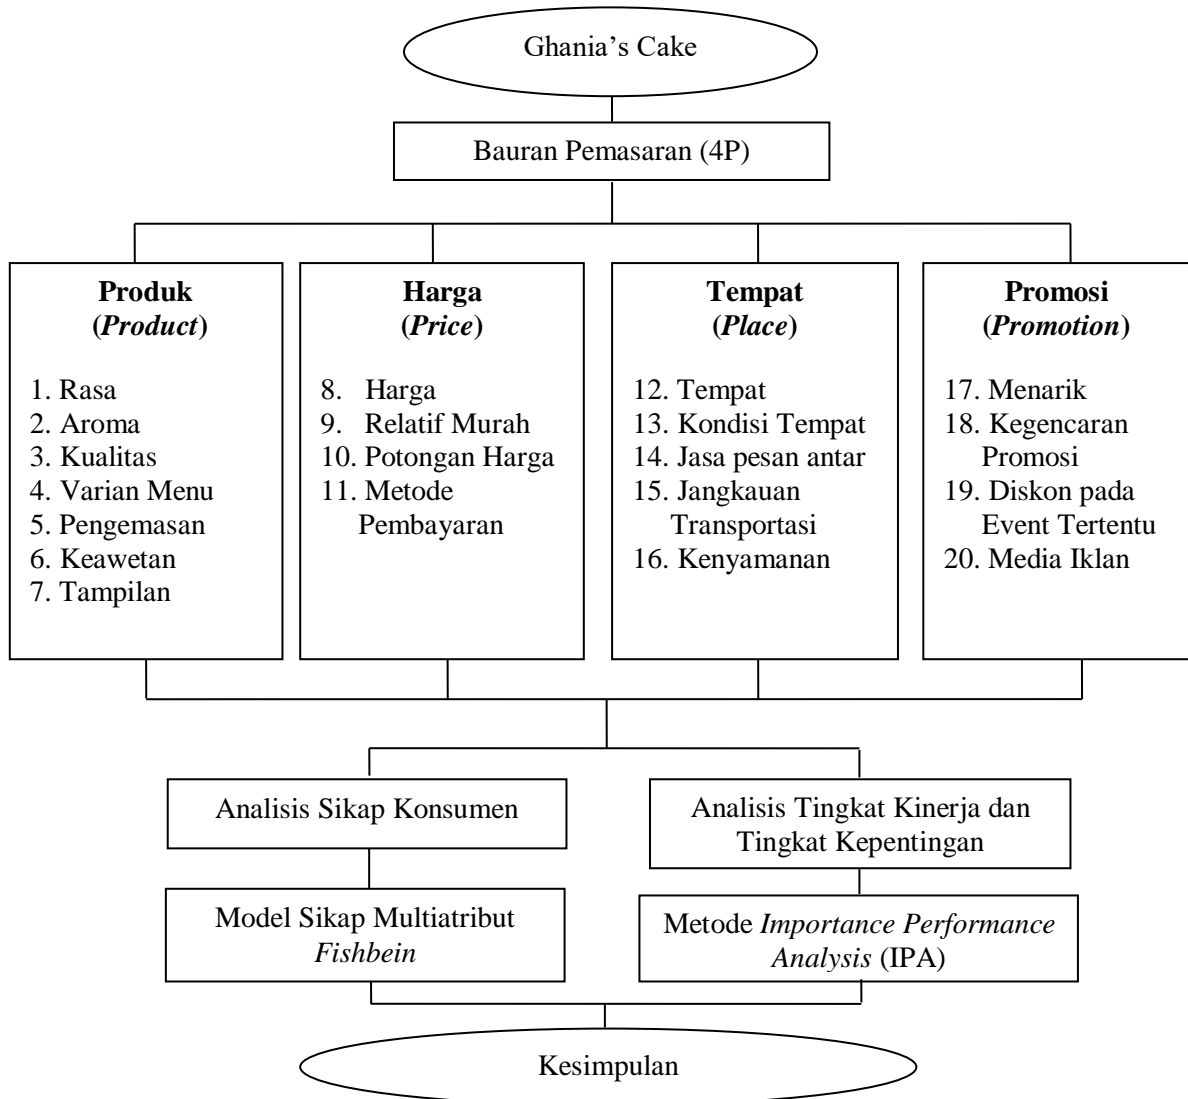 Ghania’s Cake
Bauran Pemasaran (4P)
Produk
(Product)
1. Rasa
2. Aroma
3. Kualitas
4. Varian Menu
5. Pengemasan
6. Keawetan
7. Tampilan
Harga
(Price)
8. Harga
9. Relatif Murah
10. Potongan Harga
11. Metode
Pembayaran
Tempat
(Place)
12. Tempat
13. Kondisi Tempat
14. Jasa pesan antar
15. Jangkauan
Transportasi
16. Kenyamanan
Promosi
(Promotion)
17. Menarik
18. Kegencaran
Promosi
19. Diskon pada
Event Tertentu
20. Media Iklan
Analisis Sikap Konsumen
Analisis Tingkat Kinerja dan
Tingkat Kepentingan
Model Sikap Multiatribut
Fishbein
Metode Importance Performance
Analysis (IPA)
Kesimpulan